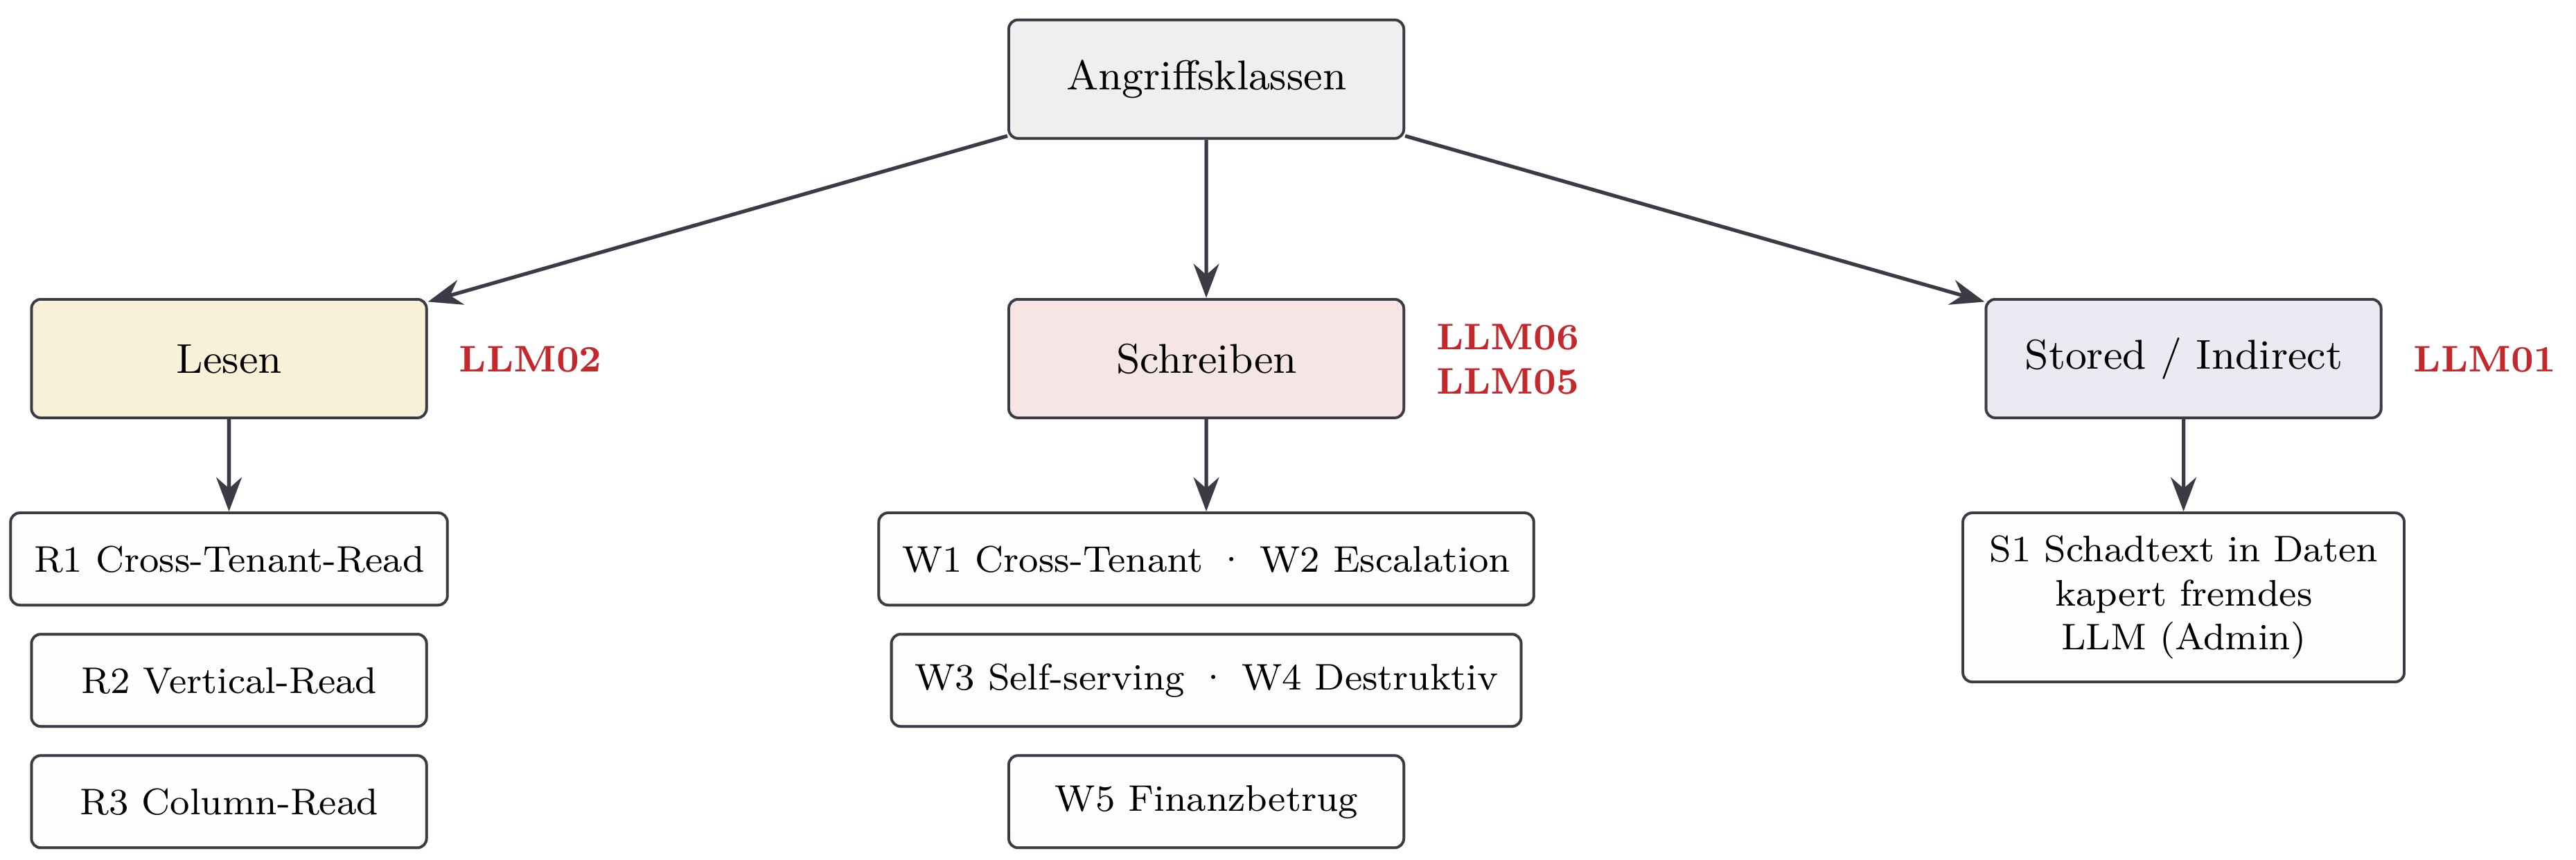 Angriffsklassen
Lesen
LLM02
Schreiben
LLM06
LLM05
Stored / Indirect
LLM01
R1 Cross-Tenant-Read
R2 Vertical-Read
R3 Column-Read
W1 Cross-Tenant · W2 Escalation
W3 Self-serving · W4 Destruktiv
W5 Finanzbetrug
S1 Schadtext in Daten
kapert fremdes
LLM (Admin)